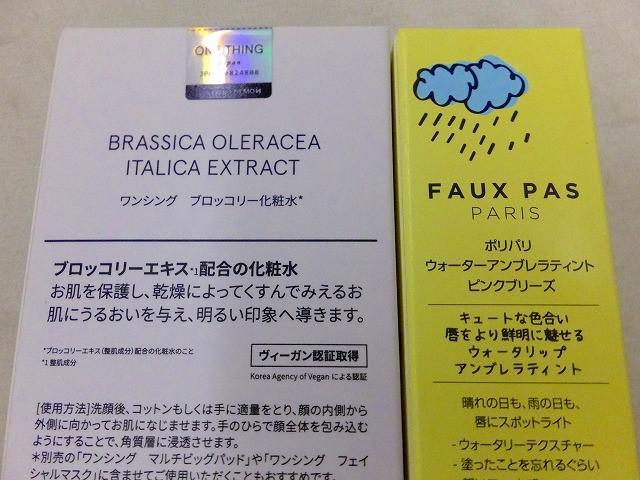 ONE THING
Japan
BRASSICA OLERACEA
ITALICA EXTRACT
ワンシング ブロッコリー化粧水*
ブロッコリーエキス*1配合の化粧水
お肌を保護し、乾燥によってくすんでみえるお
肌にうるおいを与え、明るい印象へ導きます。
*ブロッコリーエキス(整肌成分)配合の化粧水のこと
*1 整肌成分
ヴィーガン認証取得
Korea Agency of Vegan による認証
[使用方法]洗顔後、コットンもしくは手に適量をとり、顔の内側から
外側に向かってお肌になじませます。手のひらで顔全体を包み込む
ようにすることで、角質層に浸透させます。
*別売の「ワンシング マルチビッグパッド」や「ワンシング フェイ
シャルマスク」に含ませてご使用いただくこともおすすめです。
FAUX PAS
PARIS
ポリパリ
ウォーターアンブレラティント
ピンクブリーズ
キュートな色合い
唇をより鮮明に魅せる
ウォータリップ
アンブレラティント
晴れの日も、雨の日も、
唇にスポットライト
- ウォータリーテクスチャー
- 塗ったことを忘れるぐらい